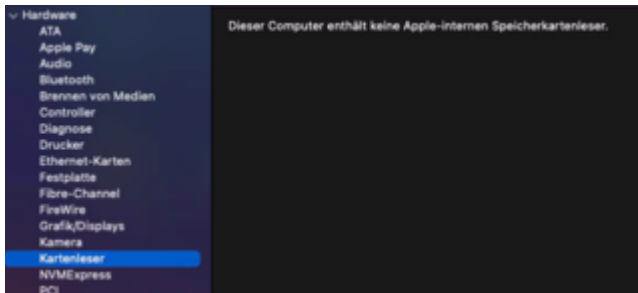 Hardware
ATA
Apple Pay
Audio
Bluetooth
Brennen von Medien
Controller
Diagnose
Drucker
Ethernet-Karten
Festplatte
Fibre-Channel
FireWire
Grafik/Displays
Kamera
Kartenleser
NVMExpress
PCI
Dieser Computer enthält keine Apple-internen Speicherkartenleser.